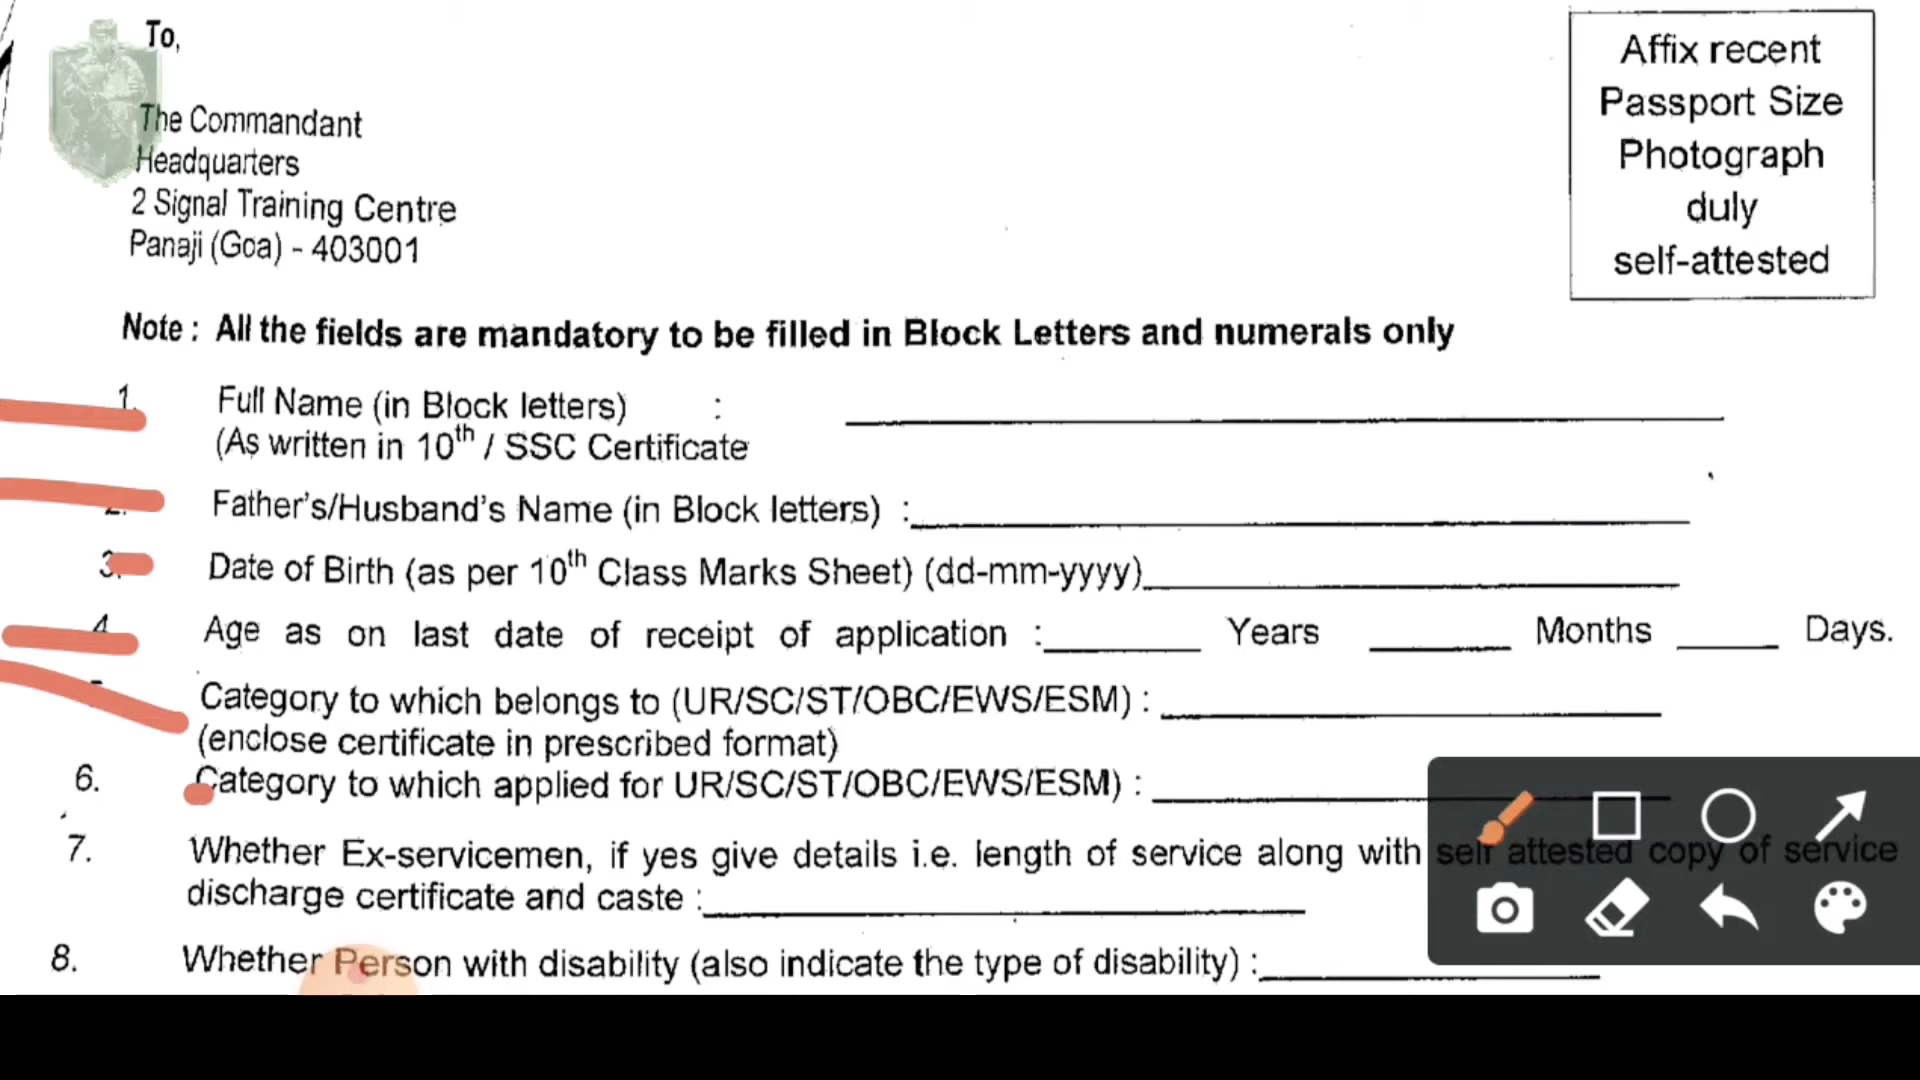 To,
The Commandant
Headquarters
2 Signal Training Centre
Panaji (Goa) - 403001
Affix recent
Passport Size
Photograph
duly
self-attested
Note : All the fields are mandatory to be filled in Block Letters and numerals only
1. Full Name (in Block letters) :
(As written in 10th / SSC Certificate
2. Father's/Husband's Name (in Block letters) :
3. Date of Birth (as per 10th Class Marks Sheet) (dd-mm-yyyy)
4 Age as on last date of receipt of application : Years Months Days.
Category to which belongs to (UR/SC/ST/OBC/EWS/ESM) :
(enclose certificate in prescribed format)
6. Category to which applied for UR/SC/ST/OBC/EWS/ESM) :
7. Whether Ex-servicemen, if yes give details i.e. length of service along with self attested copy of service
discharge certificate and caste :
8. Whether Person with disability (also indicate the type of disability) :